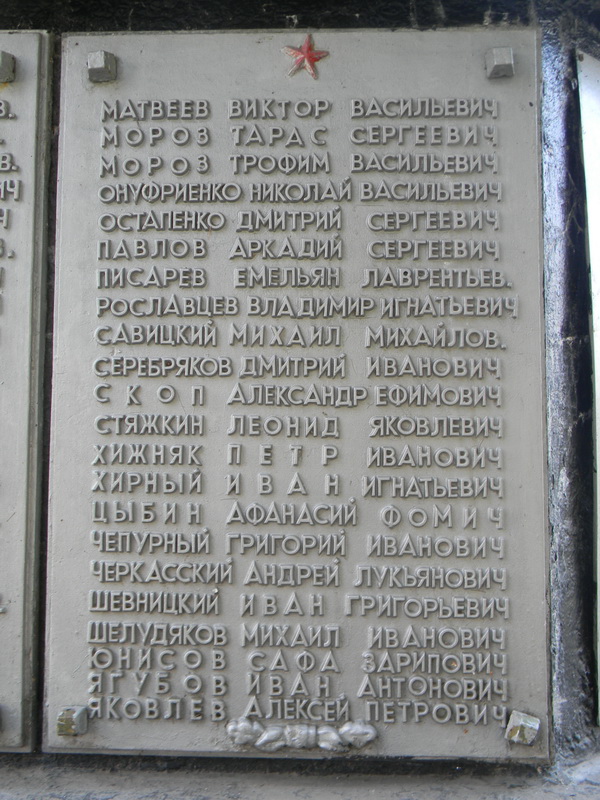 МАТВЕЕВ ВИКТОР ВАСИЛЬЕВИЧ
МОРОЗ ТАРАС СЕРГЕЕВИЧ
МОРОЗ ТРОФИМ ВАСИЛЬЕВИЧ
ОНУФРИЕНКО НИКОЛАЙ ВАСИЛЬЕВИЧ
ОСТАПЕНКО ДМИТРИЙ СЕРГЕЕВИЧ
ПАВЛОВ АРКАДИЙ СЕРГЕЕВИЧ
ПИСАРЕВ ЕМЕЛЬЯН ЛАВРЕНТЬЕВ.
РОСЛАВЦЕВ ВЛАДИМИР ИГНАТЬЕВИЧ
САВИЦКИЙ МИХАИЛ МИХАЙЛОВ.
СЕРЕБРЯКОВ ДМИТРИЙ ИВАНОВИЧ
СКОП АЛЕКСАНДР ЕФИМОВИЧ
СТЯЖКИН ЛЕОНИД ЯКОВЛЕВИЧ
ХИЖНЯК ПЕТР ИВАНОВИЧ
ХИРНЫЙ ИВАН ИГНАТЬЕВИЧ
ЦЫБИН АФАНАСИЙ ФОМИЧ
ЧЕПУРНЫЙ ГРИГОРИЙ ИВАНОВИЧ
ЧЕРКАССКИЙ АНДРЕЙ ЛУКЬЯНОВИЧ
ШЕВНИЦКИЙ ИВАН ГРИГОРЬЕВИЧ
ШЕЛУДЯКОВ МИХАИЛ ИВАНОВИЧ
ЮНИСОВ САФА ЗАРИПОВИЧ
ЯГУБОВ ИВАН АНТОНОВИЧ
ЯКОВЛЕВ АЛЕКСЕЙ ПЕТРОВИЧ